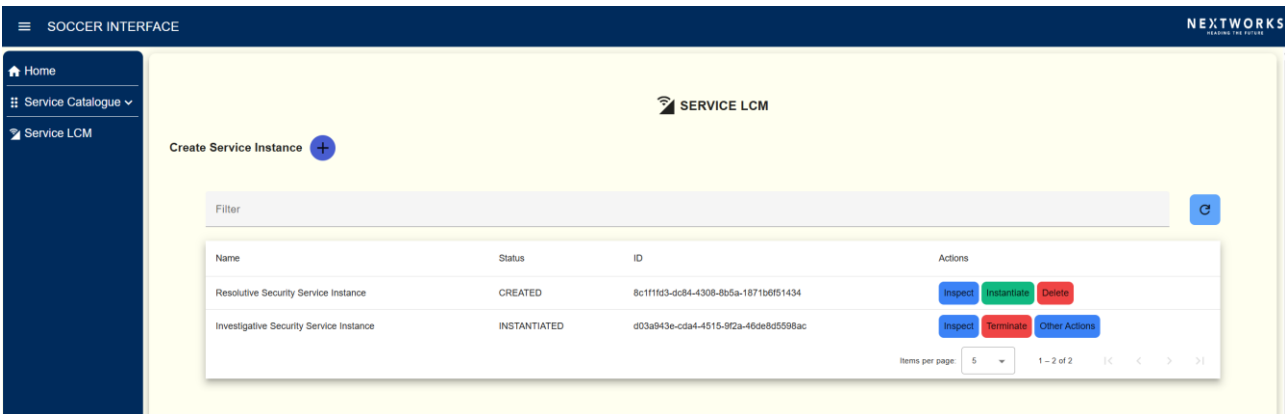 SOCCER INTERFACE
NEXTWORKS
HEADING THE FUTURE
Home
Service Catalogue
Service LCM
SERVICE LCM
Create Service Instance
Filter
Name Status ID Actions
Resolutive Security Service Instance CREATED 8c1f1fd3-dc84-4308-8b5a-1871b6f51434 Inspect Instantiate Delete
Investigative Security Service Instance INSTANTIATED d03a943e-cda4-4515-9f2a-46de8d5598ac Inspect Terminate Other Actions
Items per page: 5 1 – 2 of 2